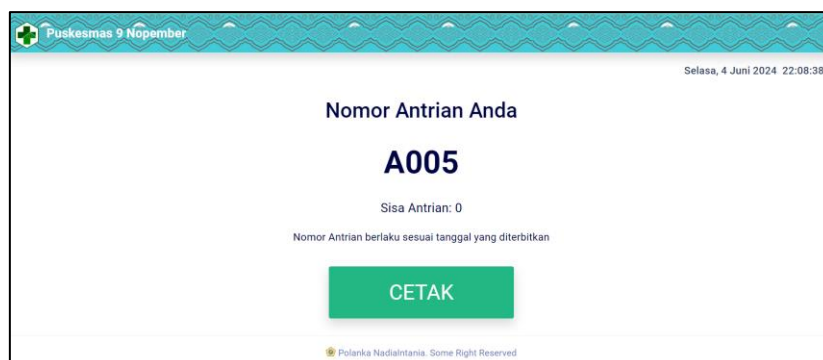 Puskesmas 9 Nopember
Selasa, 4 Juni 2024 22:08:38
Nomor Antrian Anda
A005
Sisa Antrian: 0
Nomor Antrian berlaku sesuai tanggal yang diterbitkan
CETAK
Polanka NadiaIntania. Some Right Reserved